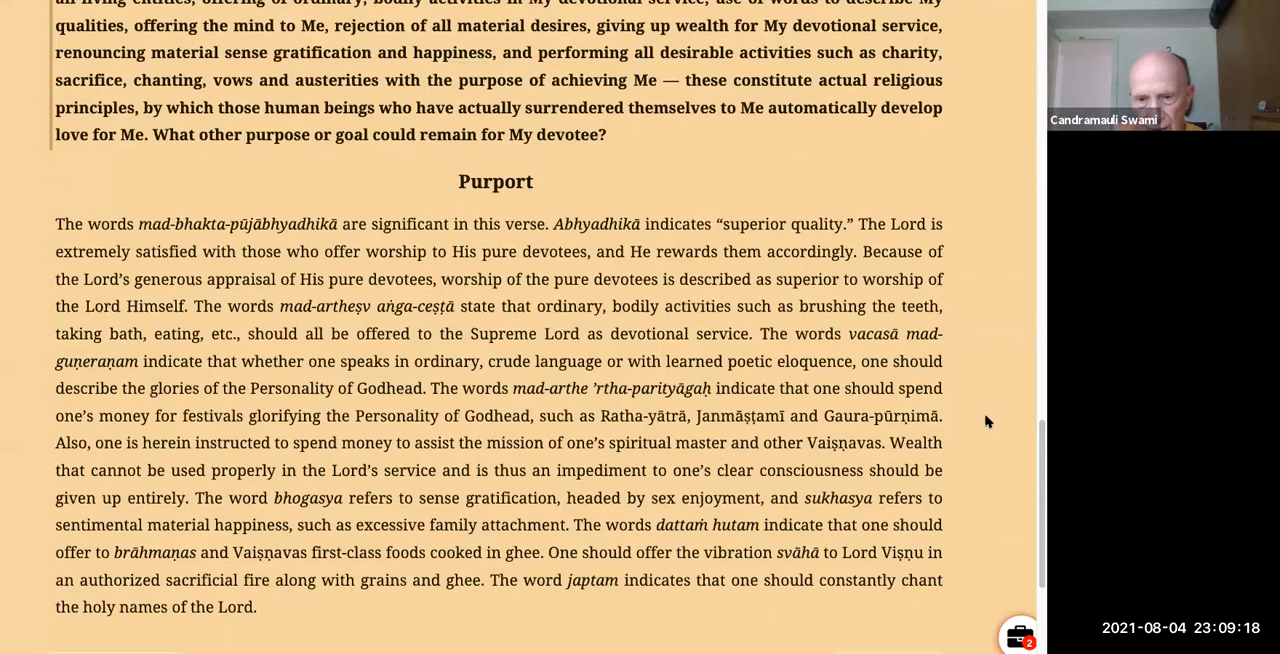 all living entities, offering of ordinary, bodily activities in My devotional service, use of words to describe My
qualities, offering the mind to Me, rejection of all material desires, giving up wealth for My devotional service,
renouncing material sense gratification and happiness, and performing all desirable activities such as charity,
sacrifice, chanting, vows and austerities with the purpose of achieving Me — these constitute actual religious
principles, by which those human beings who have actually surrendered themselves to Me automatically develop
love for Me. What other purpose or goal could remain for My devotee?
Purport
The words mad-bhakta-pūjābhyadhikā are significant in this verse. Abhyadhikā indicates “superior quality.” The Lord is
extremely satisfied with those who offer worship to His pure devotees, and He rewards them accordingly. Because of
the Lord’s generous appraisal of His pure devotees, worship of the pure devotees is described as superior to worship of
the Lord Himself. The words mad-artheṣv aṅga-ceṣṭā state that ordinary, bodily activities such as brushing the teeth,
taking bath, eating, etc., should all be offered to the Supreme Lord as devotional service. The words vacasā mad-
guṇeraṇam indicate that whether one speaks in ordinary, crude language or with learned poetic eloquence, one should
describe the glories of the Personality of Godhead. The words mad-arthe ’rtha-parityāgaḥ indicate that one should spend
one’s money for festivals glorifying the Personality of Godhead, such as Ratha-yātrā, Janmāṣṭamī and Gaura-pūrṇimā.
Also, one is herein instructed to spend money to assist the mission of one’s spiritual master and other Vaiṣṇavas. Wealth
that cannot be used properly in the Lord’s service and is thus an impediment to one’s clear consciousness should be
given up entirely. The word bhogasya refers to sense gratification, headed by sex enjoyment, and sukhasya refers to
sentimental material happiness, such as excessive family attachment. The words dattaṁ hutam indicate that one should
offer to brāhmaṇas and Vaiṣṇavas first-class foods cooked in ghee. One should offer the vibration svāhā to Lord Viṣṇu in
an authorized sacrificial fire along with grains and ghee. The word japtam indicates that one should constantly chant
the holy names of the Lord.
Candramauli Swami
2021-08-04 23:09:18
2